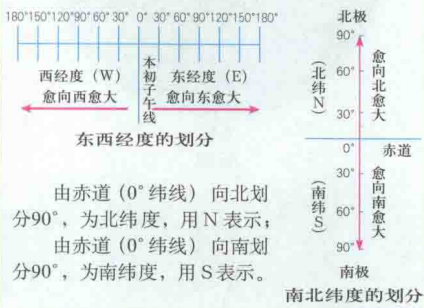 180°150°120°90°60°30° 0° 30°60°90°120°150°180°
本初子午线
西经度（W）
愈向西愈大
东经度（E）
愈向东愈大
东西经度的划分
由赤道（0°纬线）向北划
分90°，为北纬度，用N表示；
由赤道（0°纬线）向南划
分90°，为南纬度，用S表示。
北极
90°
60°
30°
0°
30°
60°
90°
（北纬N）
愈向北愈大
赤道
（南纬S）
愈向南愈大
南极
南北纬度的划分